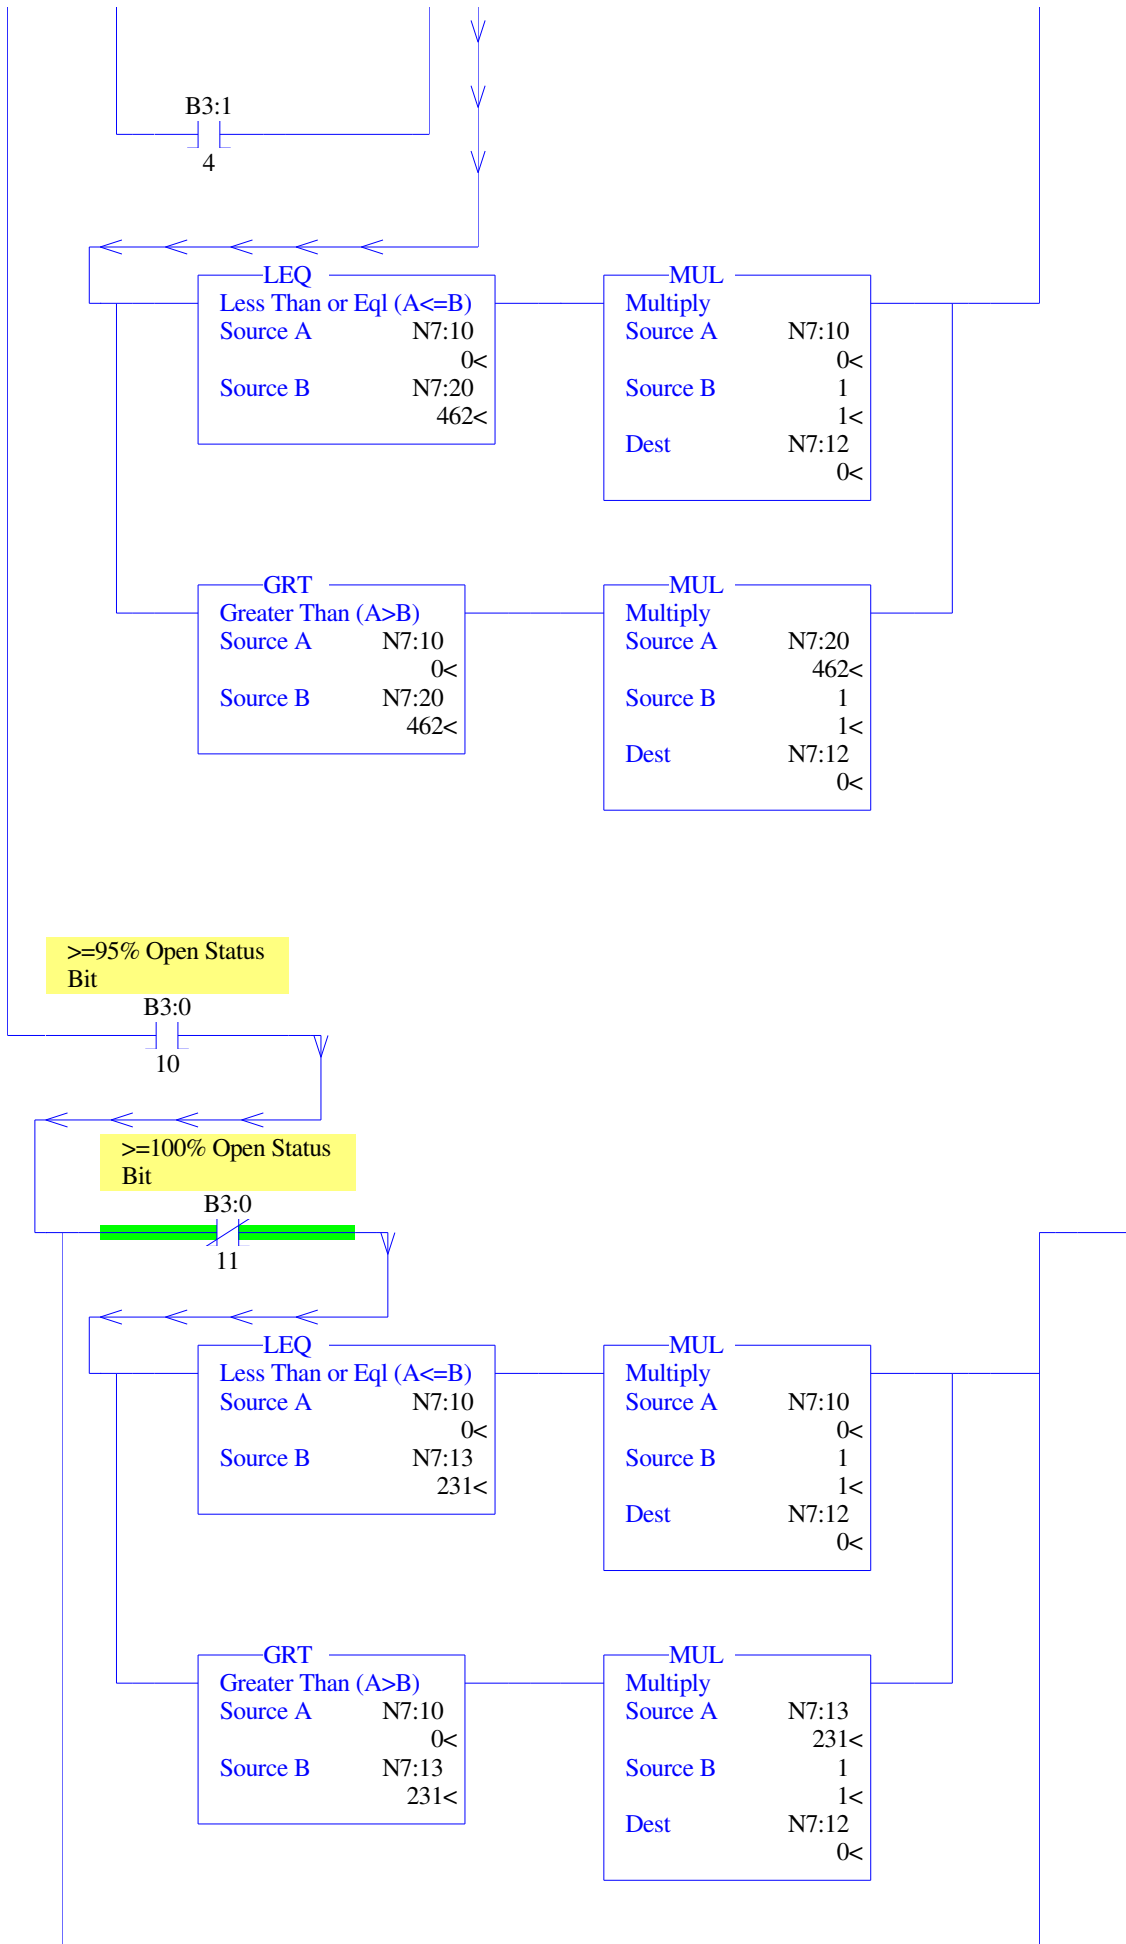 B3:1
4
LEQ
Less Than or Eql (A<=B)
Source A N7:10
0<
Source B N7:20
462<
MUL
Multiply
Source A N7:10
0<
Source B 1
1<
Dest N7:12
0<
GRT
Greater Than (A>B)
Source A N7:10
0<
Source B N7:20
462<
MUL
Multiply
Source A N7:20
462<
Source B 1
1<
Dest N7:12
0<
>=95% Open Status
Bit
B3:0
10
>=100% Open Status
Bit
B3:0
11
LEQ
Less Than or Eql (A<=B)
Source A N7:10
0<
Source B N7:13
231<
MUL
Multiply
Source A N7:10
0<
Source B 1
1<
Dest N7:12
0<
GRT
Greater Than (A>B)
Source A N7:10
0<
Source B N7:13
231<
MUL
Multiply
Source A N7:13
231<
Source B 1
1<
Dest N7:12
0<